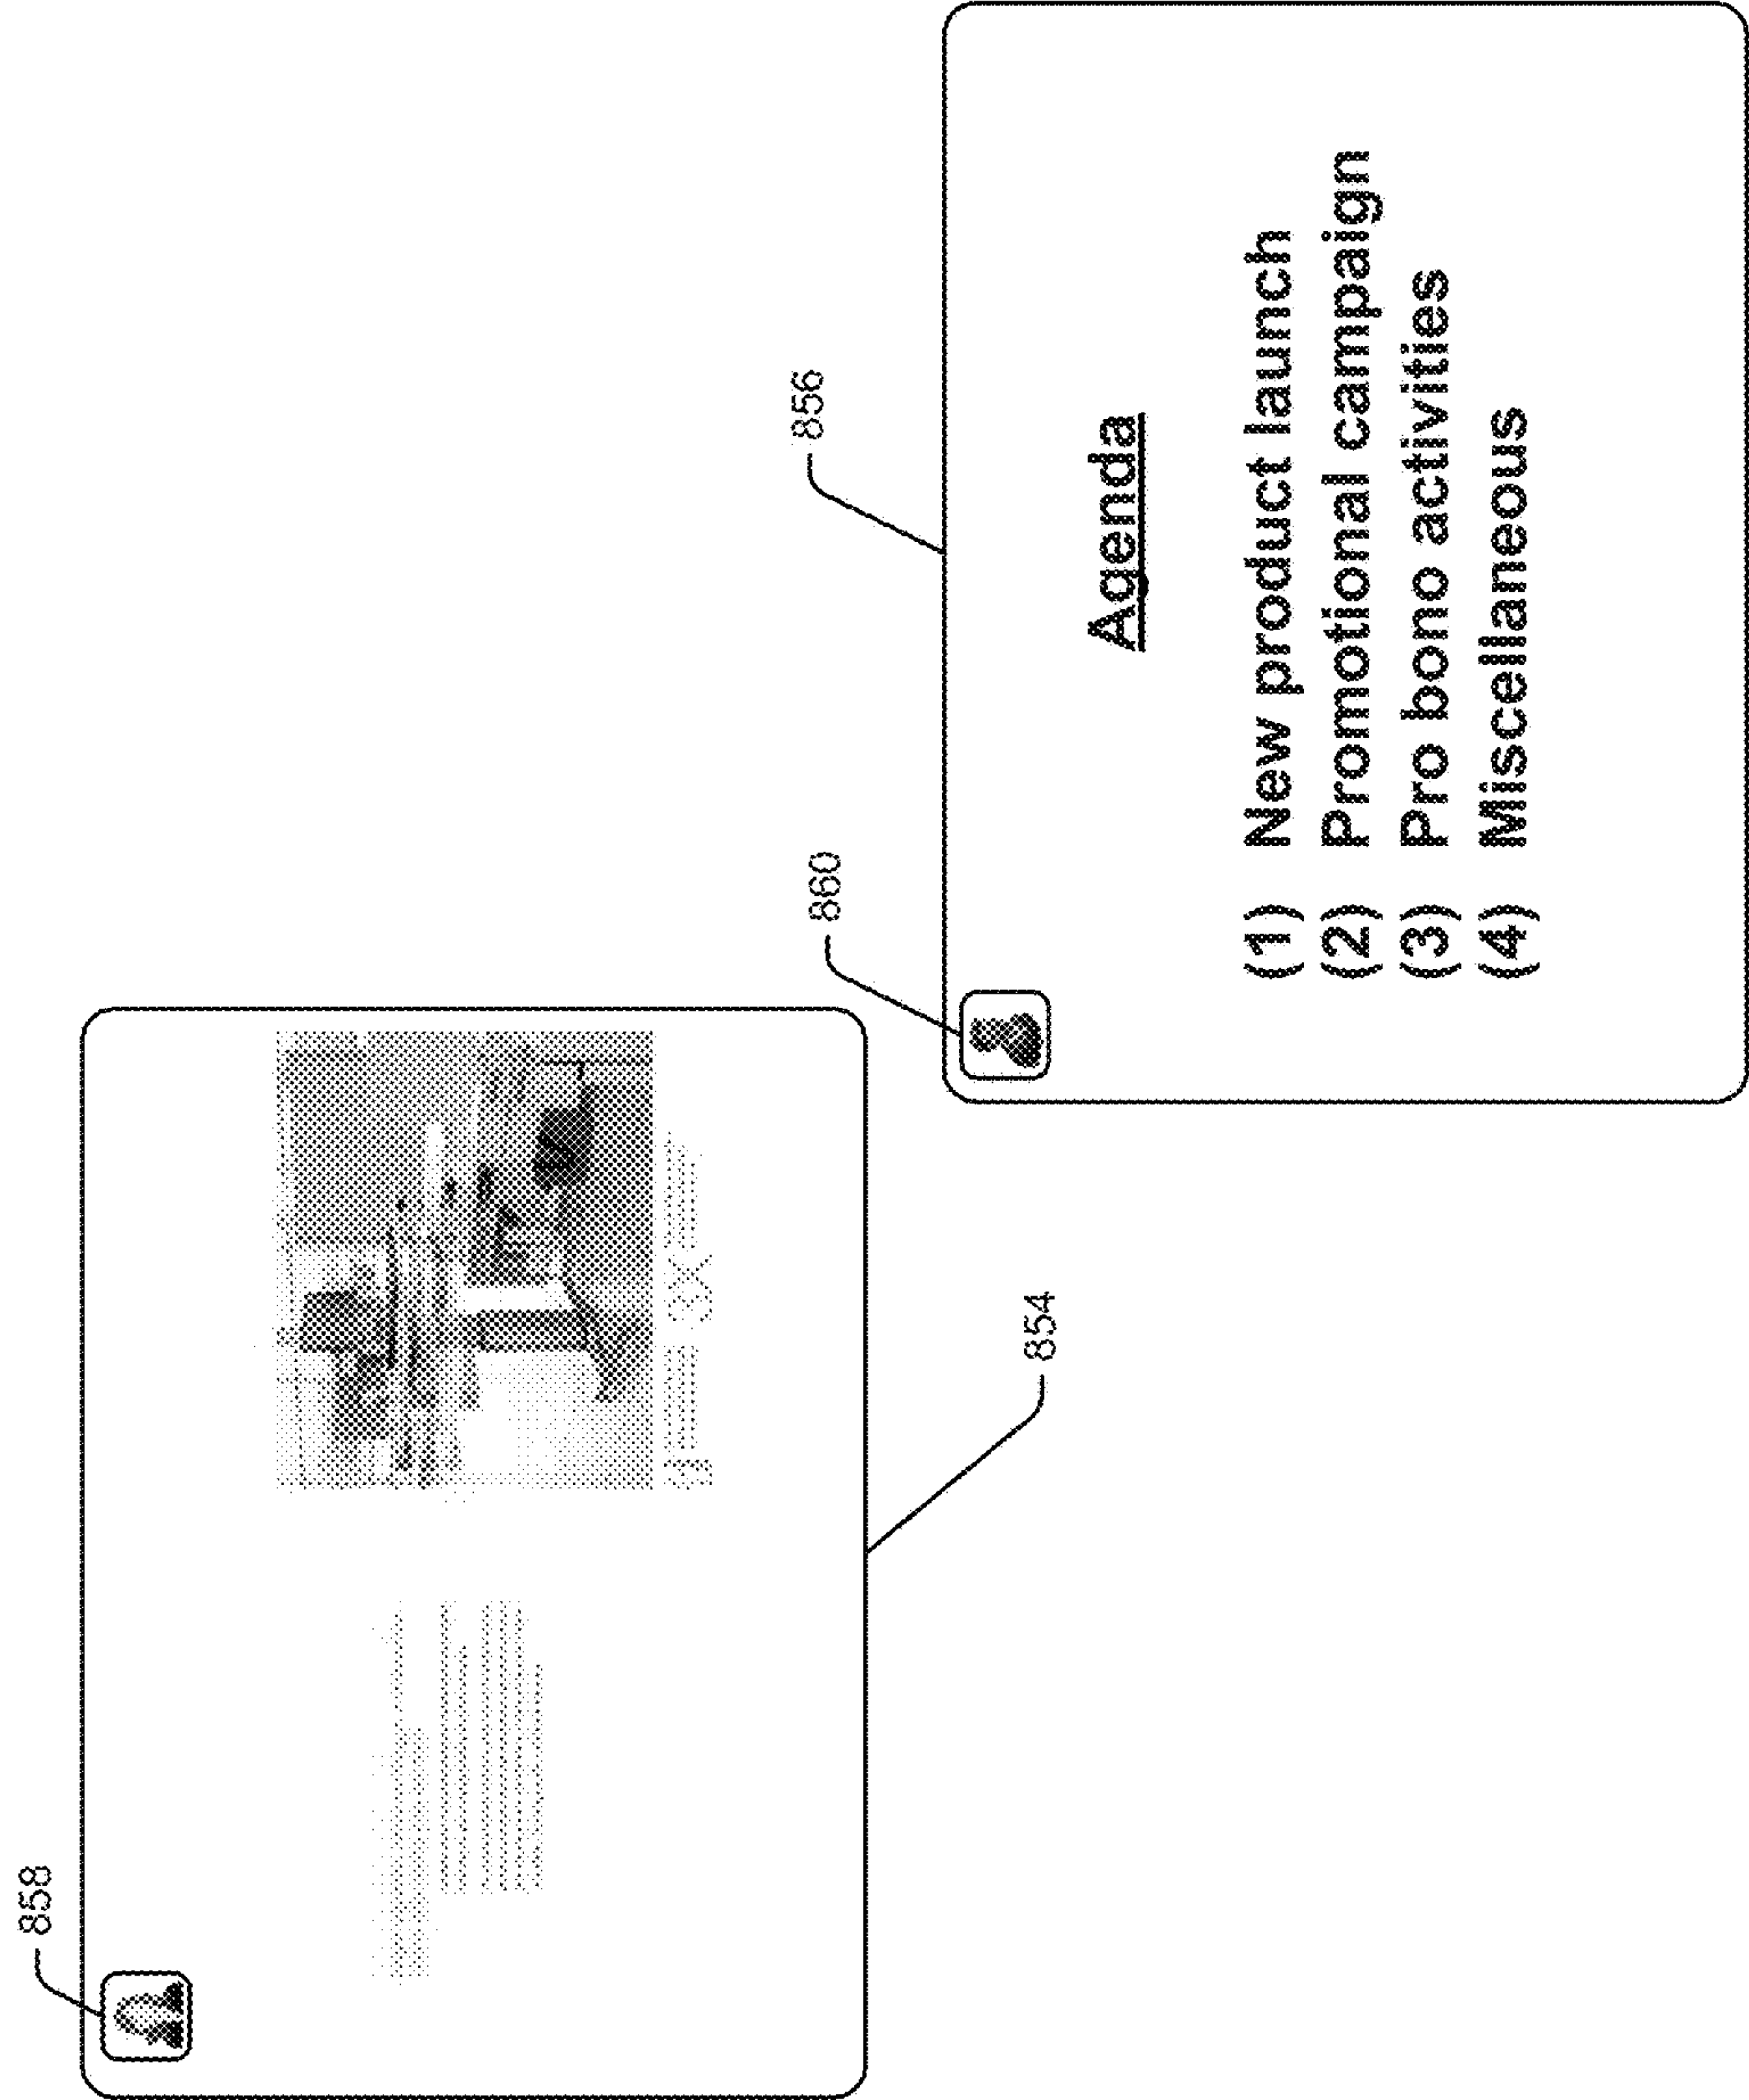 858
854
860
856
Agenda
(1) New product launch
(2) Promotional campaign
(3) Pro bono activities
(4) Miscellaneous